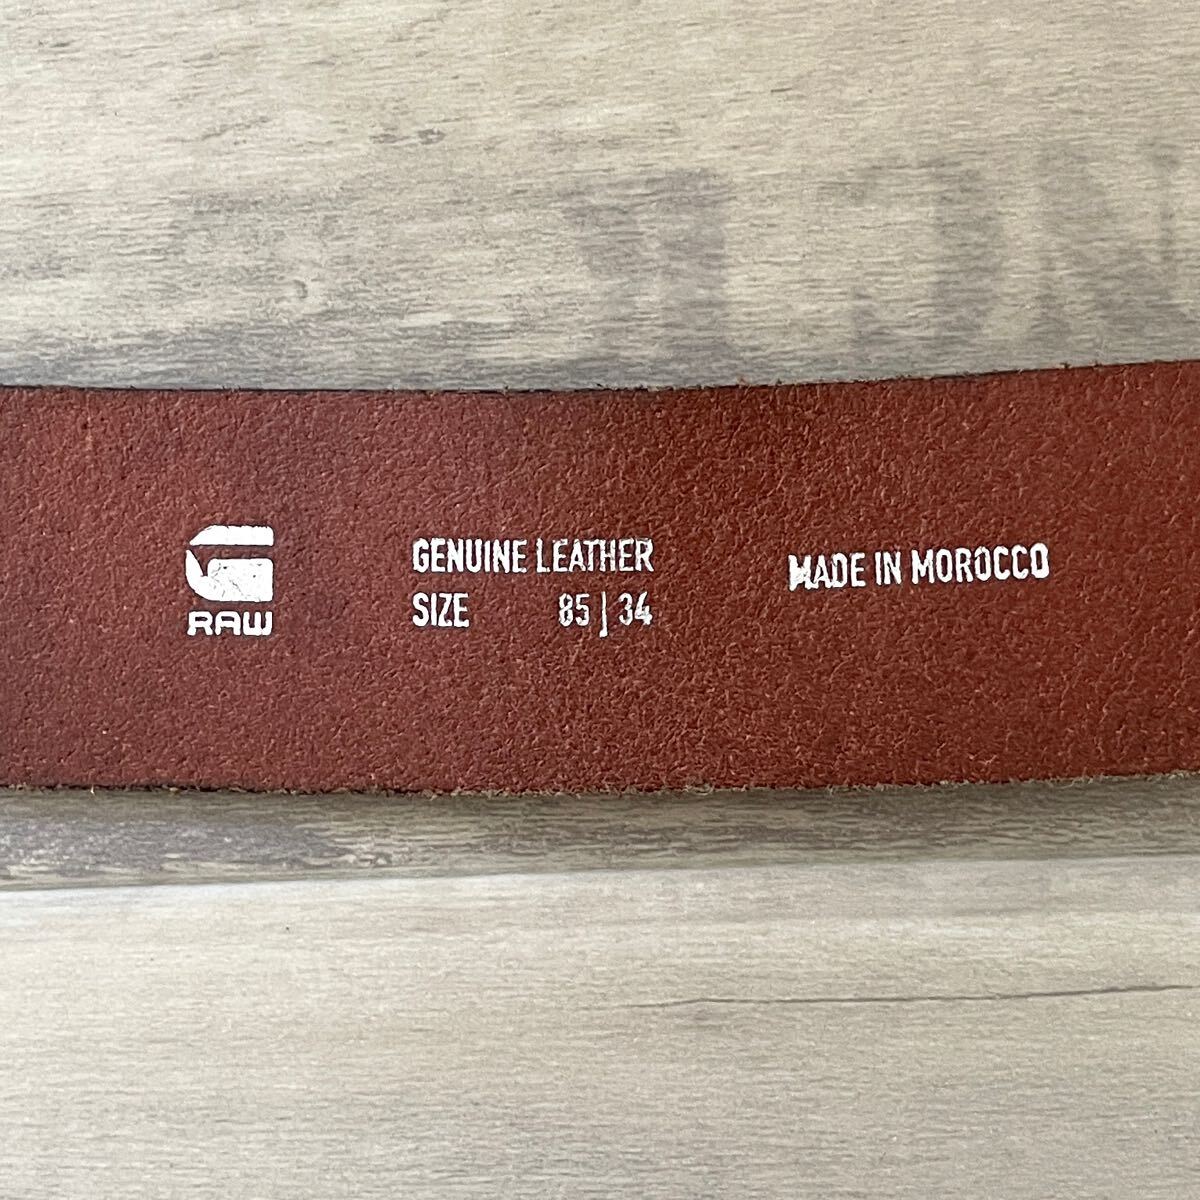 G
RAW
GENUINE LEATHER
SIZE 85 | 34
MADE IN MOROCCO